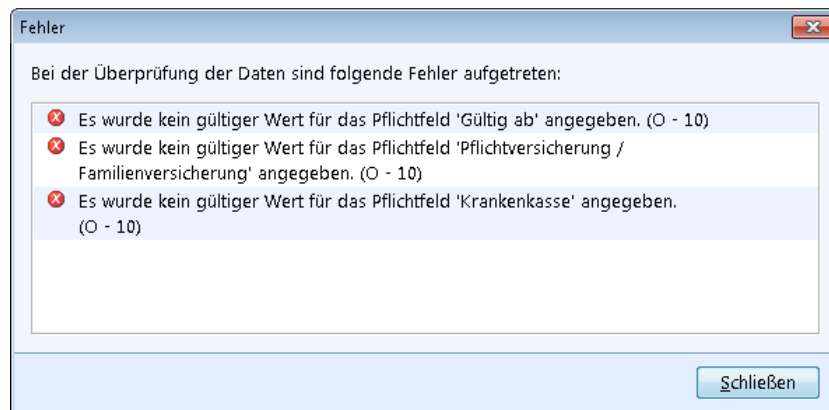 Fehler
Bei der Überprüfung der Daten sind folgende Fehler aufgetreten:
Es wurde kein gültiger Wert für das Pflichtfeld 'Gültig ab' angegeben. (O - 10)
Es wurde kein gültiger Wert für das Pflichtfeld 'Pflichtversicherung /
Familienversicherung' angegeben. (O - 10)
Es wurde kein gültiger Wert für das Pflichtfeld 'Krankenkasse' angegeben.
(O - 10)
Schließen